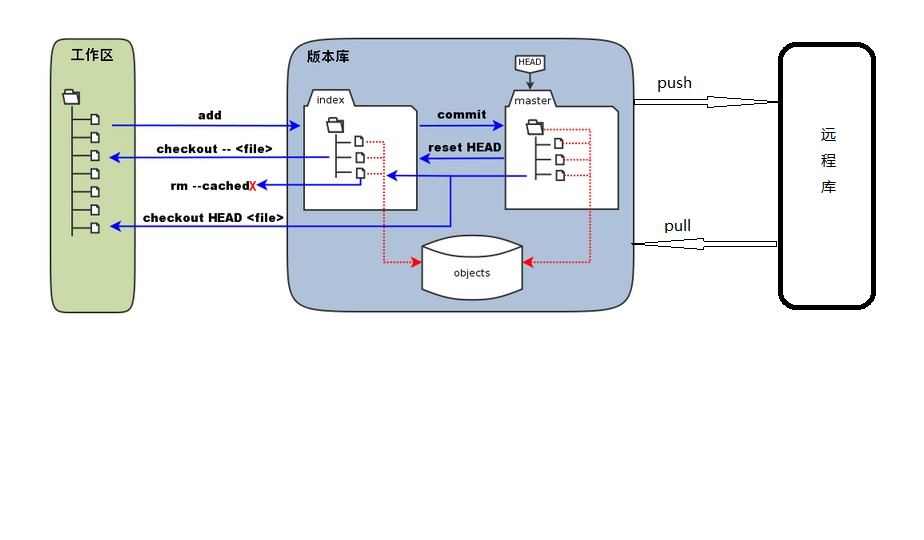 工作区
版本库
HEAD
index
master
push
add
commit
checkout -- <file>
reset HEAD
rm --cached
X
checkout HEAD <file>
pull
objects
远
程
库